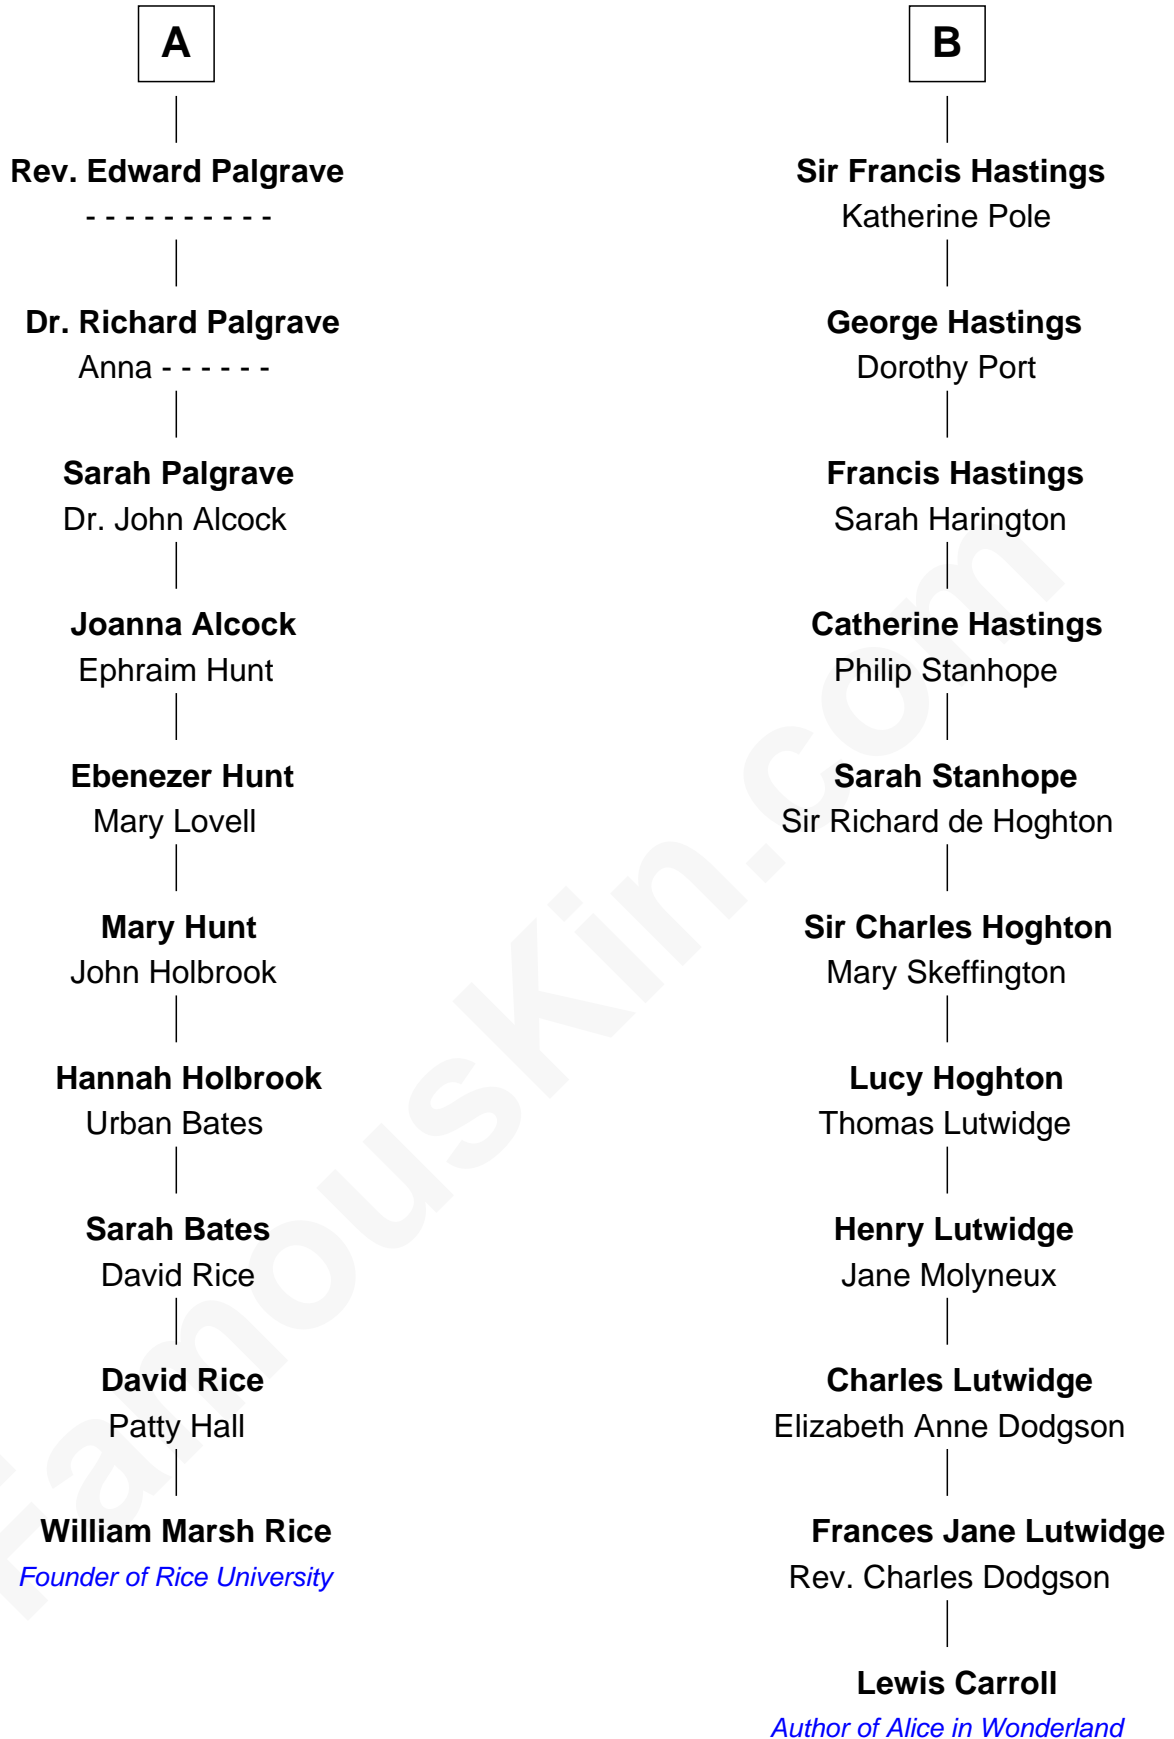 A
Rev. Edward Palgrave
- - - - - - - - - -
Dr. Richard Palgrave
Anna - - - - - -
Sarah Palgrave
Dr. John Alcock
Joanna Alcock
Ephraim Hunt
Ebenezer Hunt
Mary Lovell
Mary Hunt
John Holbrook
Hannah Holbrook
Urban Bates
Sarah Bates
David Rice
David Rice
Patty Hall
William Marsh Rice
Founder of Rice University
B
Sir Francis Hastings
Katherine Pole
George Hastings
Dorothy Port
Francis Hastings
Sarah Harington
Catherine Hastings
Philip Stanhope
Sarah Stanhope
Sir Richard de Hoghton
Sir Charles Hoghton
Mary Skeffington
Lucy Hoghton
Thomas Lutwidge
Henry Lutwidge
Jane Molyneux
Charles Lutwidge
Elizabeth Anne Dodgson
Frances Jane Lutwidge
Rev. Charles Dodgson
Lewis Carroll
Author of Alice in Wonderland
FamousKin.com